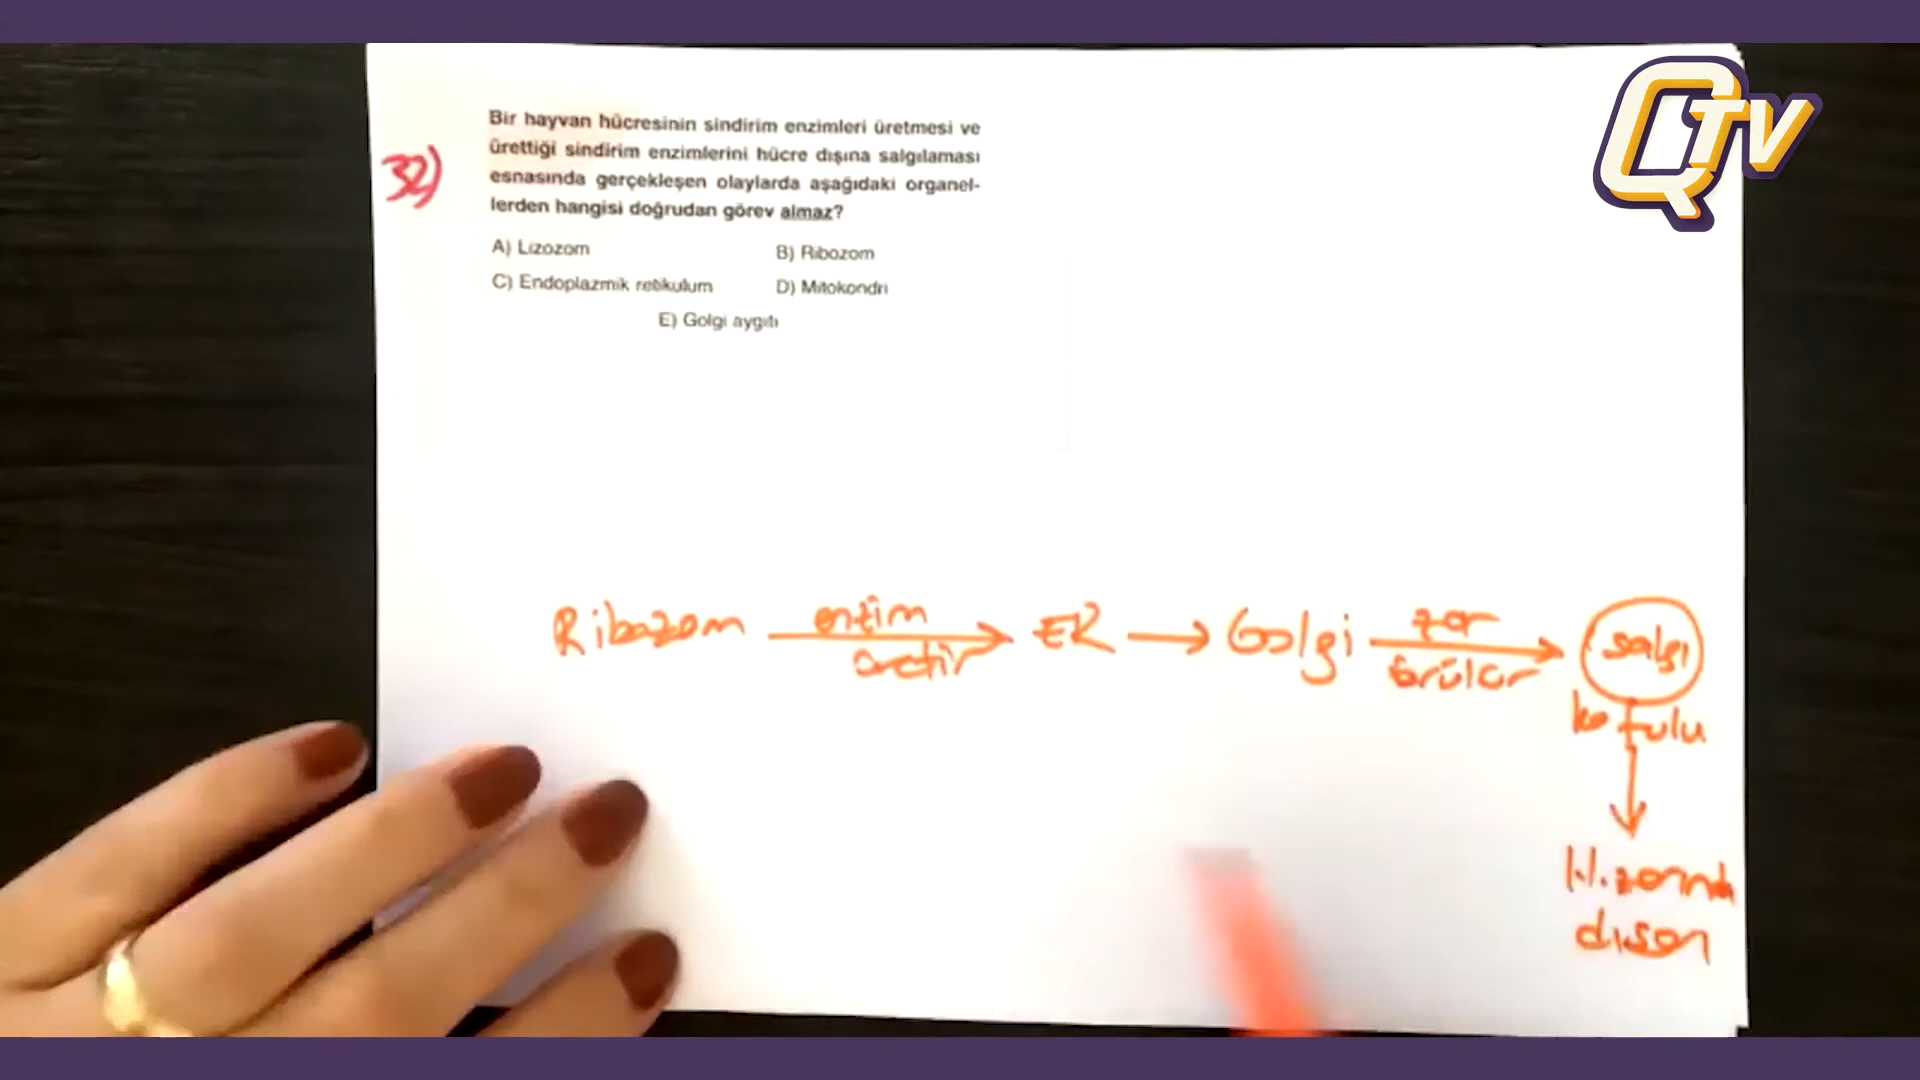 QTV
32)
Bir hayvan hücresinin sindirim enzimleri üretmesi ve
ürettiği sindirim enzimlerini hücre dışına salgılaması
esnasında gerçekleşen olaylarda aşağıdaki organel-
lerden hangisi doğrudan görev almaz?
A) Lizozom
B) Ribozom
C) Endoplazmik retikulum
D) Mitokondri
E) Golgi aygıtı
Ribozom enzim üretir ER Golgi zar örülür salgı
kofulu
H. zarında
dışarı